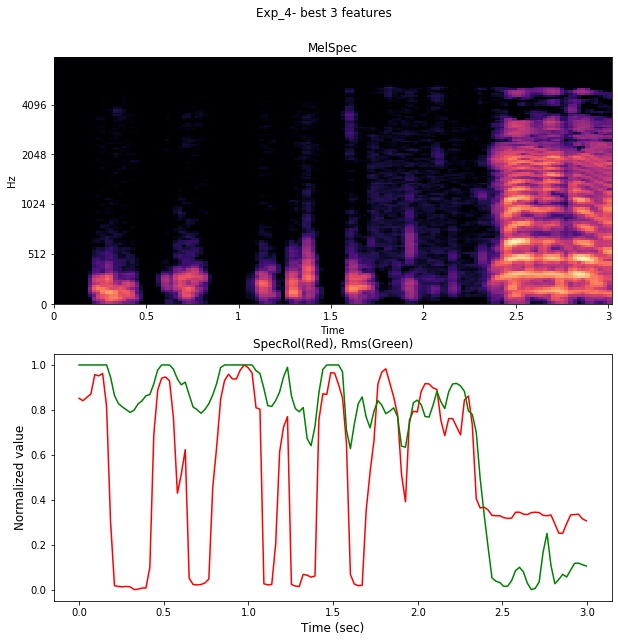 Exp_4- best 3 features
MelSpec
Hz
4096
2048
1024
512
0
0 0.5 1 1.5 2 2.5 3
Time
SpecRol(Red), Rms(Green)
Normalized value
1.0
0.8
0.6
0.4
0.2
0.0
0.0 0.5 1.0 1.5 2.0 2.5 3.0
Time (sec)